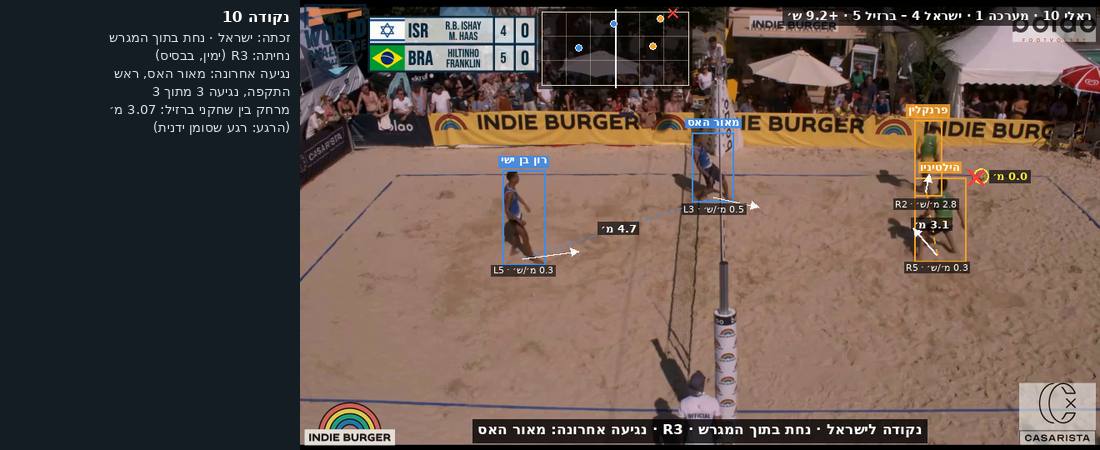 נקודה 10
זכתה: ישראל · נחת בתוך המגרש
נחיתה: R3 (ימין, בבסיס)
נגיעה אחרונה: מאור האס, ראש
התקפה, נגיעה 3 מתוך 3
מרחק בין שחקני ברזיל: 3.07 מ׳
(הרגע: רגע שסומן ידנית)
ראלי 10 · מערכה 1 · ישראל 4 – ברזיל 5 · +9.2 ש׳
WORLD
ISR R.B. ISHAY M. HAAS 4 0
BRA HILTINHO FRANKLIN 5 0
INDIE BURGER
bolao
FOOTVOLLEY
CASARISTA
bolao
INDIE BURGER
INDIE BURGER
פרנקלין
מאור האס
רון בן ישי
הילטיניו
0.0 מ׳
R2 · 2.8 מ׳/ש׳
L3 · 0.5 מ׳/ש׳
4.7 מ׳
3.1 מ׳
L5 · 0.3 מ׳/ש׳
R5 · 0.3 מ׳/ש׳
OFFICIAL
נקודה לישראל · נחת בתוך המגרש · R3 · נגיעה אחרונה: מאור האס
INDIE BURGER
CASARISTA